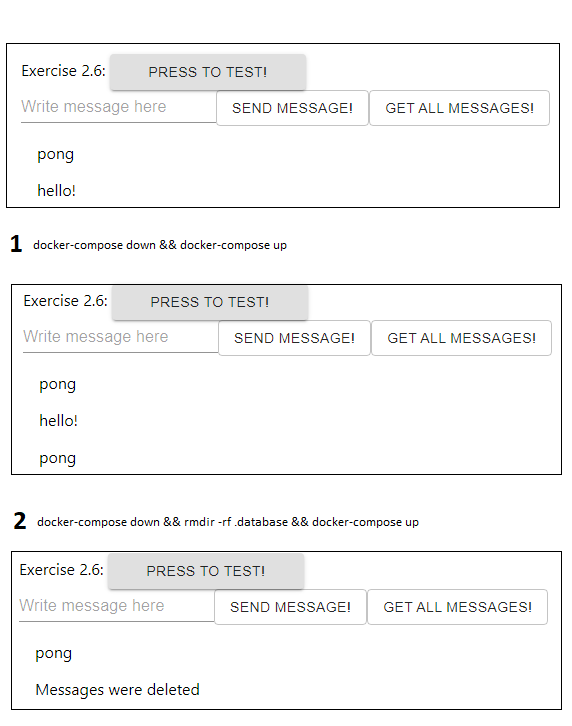 Exercise 2.6: PRESS TO TEST!
Write message here SEND MESSAGE! GET ALL MESSAGES!
pong
hello!
1 docker-compose down && docker-compose up
Exercise 2.6: PRESS TO TEST!
Write message here SEND MESSAGE! GET ALL MESSAGES!
pong
hello!
pong
2 docker-compose down && rmdir -rf .database && docker-compose up
Exercise 2.6: PRESS TO TEST!
Write message here SEND MESSAGE! GET ALL MESSAGES!
pong
Messages were deleted